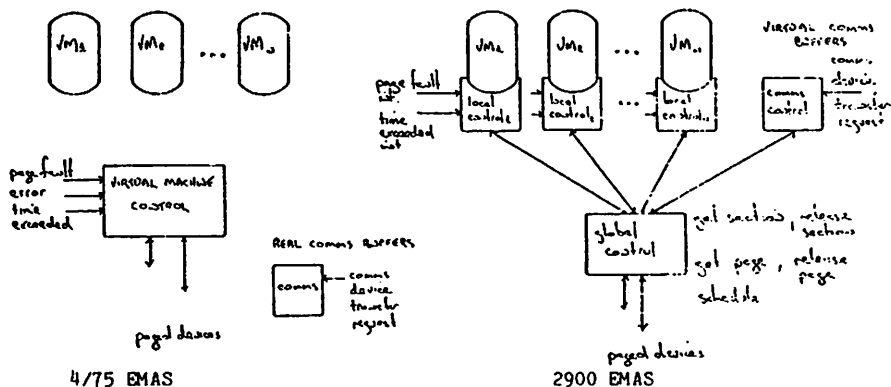 VM₁ VM₂ ... VMₙ
page fault
error
time
exceeded
VIRTUAL MACHINE
CONTROL
paged devices
REAL COMMS BUFFERS
comms
comms
device
transfer
request
4/75 EMAS
VM₁ VM₂ ... VMₙ
page fault
int.
time
exceeded
int
local
control₁
local
control₂
...
local
controlₙ
VIRTUAL COMMS
BUFFERS
comms
control
comms
device
transfer
request
global
control
get section, release
section
get page, release
page
schedule
paged devices
2900 EMAS